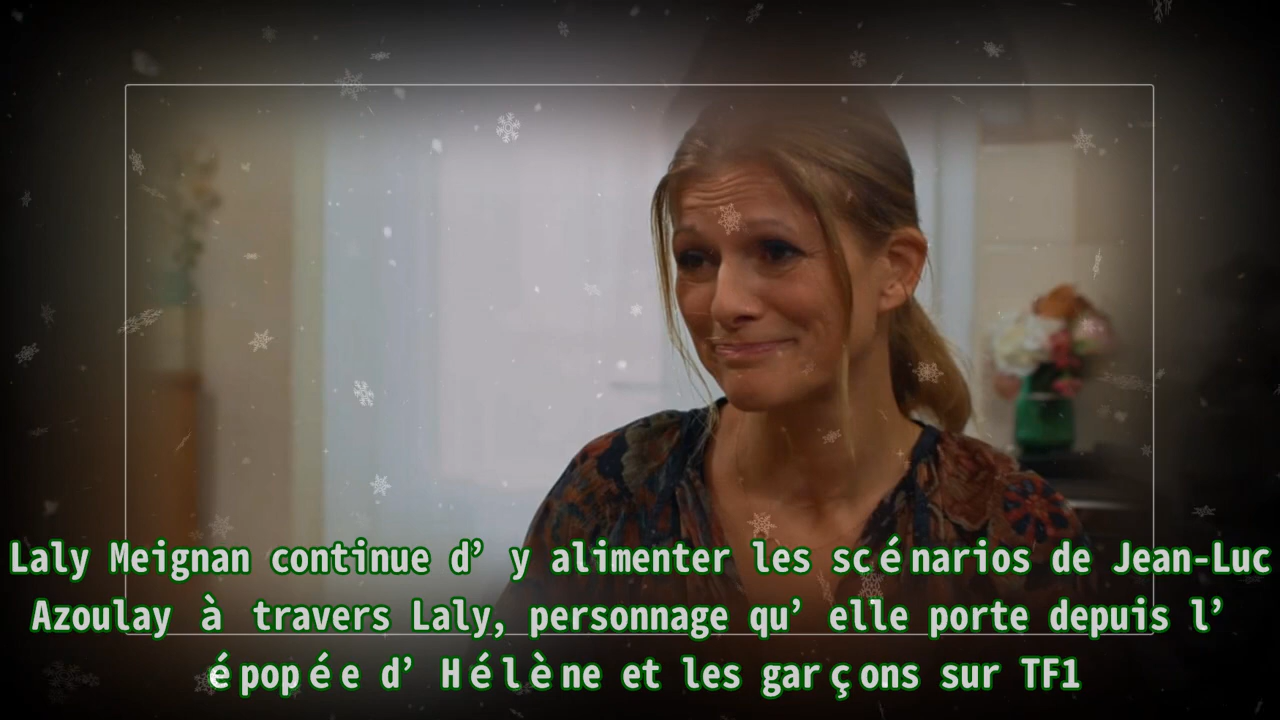 Laly Meignan continue d’ y alimenter les scénarios de Jean-Luc
Azoulay à travers Laly, personnage qu’ elle porte depuis l’
épopée d’ Hélène et les garçons sur TF1